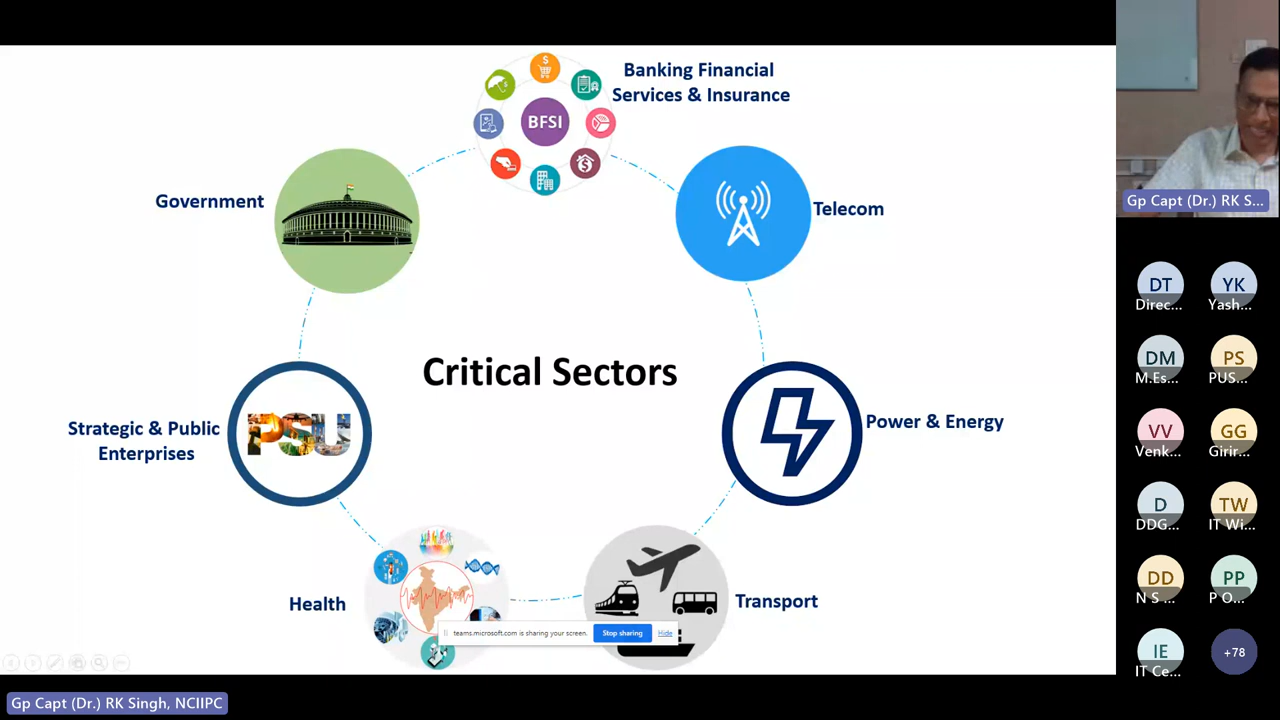 Banking Financial
Services & Insurance
BFSI
Government
Telecom
Critical Sectors
PSU
Strategic & Public
Enterprises
Power & Energy
Health
Transport
teams.microsoft.com is sharing your screen.
Stop sharing
Hide
Gp Capt (Dr.) RK Singh, NCIIPC
Gp Capt (Dr.) RK S...
DT
Direc...
YK
Yash...
DM
M.Es...
PS
PUS...
VV
Venk...
GG
Girir...
D
DDG...
TW
IT Wi...
DD
N S ...
PP
P O...
IE
IT Ce...
+78